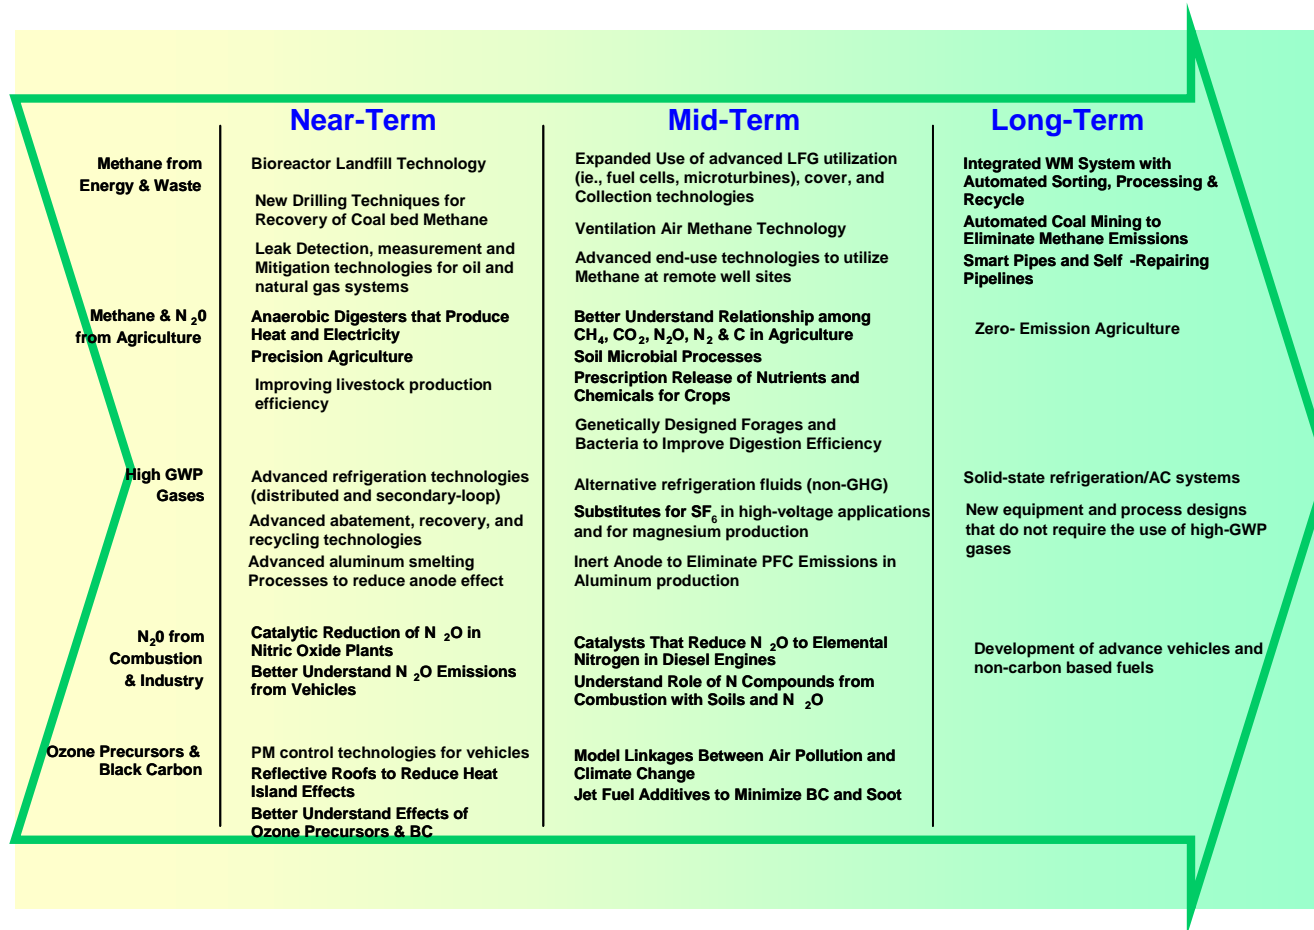 Near-Term
Mid-Term
Long-Term
Methane from
Energy & Waste
Bioreactor Landfill Technology
New Drilling Techniques for
Recovery of Coal bed Methane
Leak Detection, measurement and
Mitigation technologies for oil and
natural gas systems
Expanded Use of advanced LFG utilization
(ie., fuel cells, microturbines), cover, and
Collection technologies
Ventilation Air Methane Technology
Advanced end-use technologies to utilize
Methane at remote well sites
Integrated WM System with
Automated Sorting, Processing &
Recycle
Automated Coal Mining to
Eliminate Methane Emissions
Smart Pipes and Self -Repairing
Pipelines
Methane & N 20
from Agriculture
Anaerobic Digesters that Produce
Heat and Electricity
Precision Agriculture
Improving livestock production
efficiency
Better Understand Relationship among
CH4, CO2, N2O, N2 & C in Agriculture
Soil Microbial Processes
Prescription Release of Nutrients and
Chemicals for Crops
Genetically Designed Forages and
Bacteria to Improve Digestion Efficiency
Zero- Emission Agriculture
High GWP
Gases
Advanced refrigeration technologies
(distributed and secondary-loop)
Advanced abatement, recovery, and
recycling technologies
Advanced aluminum smelting
Processes to reduce anode effect
Alternative refrigeration fluids (non-GHG)
Substitutes for SF6 in high-voltage applications
and for magnesium production
Inert Anode to Eliminate PFC Emissions in
Aluminum production
Solid-state refrigeration/AC systems
New equipment and process designs
that do not require the use of high-GWP
gases
N20 from
Combustion
& Industry
Catalytic Reduction of N 2O in
Nitric Oxide Plants
Better Understand N 2O Emissions
from Vehicles
Catalysts That Reduce N 2O to Elemental
Nitrogen in Diesel Engines
Understand Role of N Compounds from
Combustion with Soils and N 2O
Development of advance vehicles and
non-carbon based fuels
Ozone Precursors &
Black Carbon
PM control technologies for vehicles
Reflective Roofs to Reduce Heat
Island Effects
Better Understand Effects of
Ozone Precursors & BC
Model Linkages Between Air Pollution and
Climate Change
Jet Fuel Additives to Minimize BC and Soot